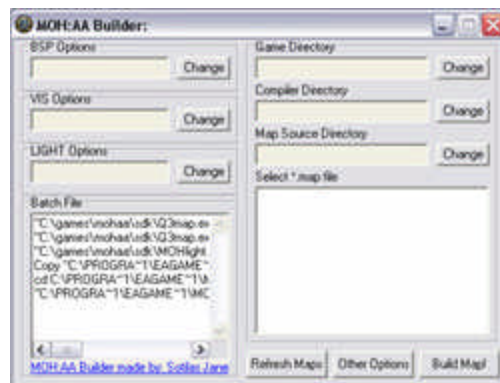 MOH:AA Builder:
BSP Options
Change
VIS Options
Change
LIGHT Options
Change
Batch File
"C:\games\mohaa\sdk\Q3map.ex
"C:\games\mohaa\sdk\Q3map.ex
"C:\games\mohaa\sdk\MOHlight
Copy "C:\PROGRA~1\EAGAME~
cd C:\PROGRA~1\EAGAME~1\M
"C:\PROGRA~1\EAGAME~1\MO
MOH:AA Builder made by: Jane
Game Directory
Change
Compiler Directory
Change
Map Source Directory
Change
Select *.map file
Refresh Maps
Other Options
Build Map!